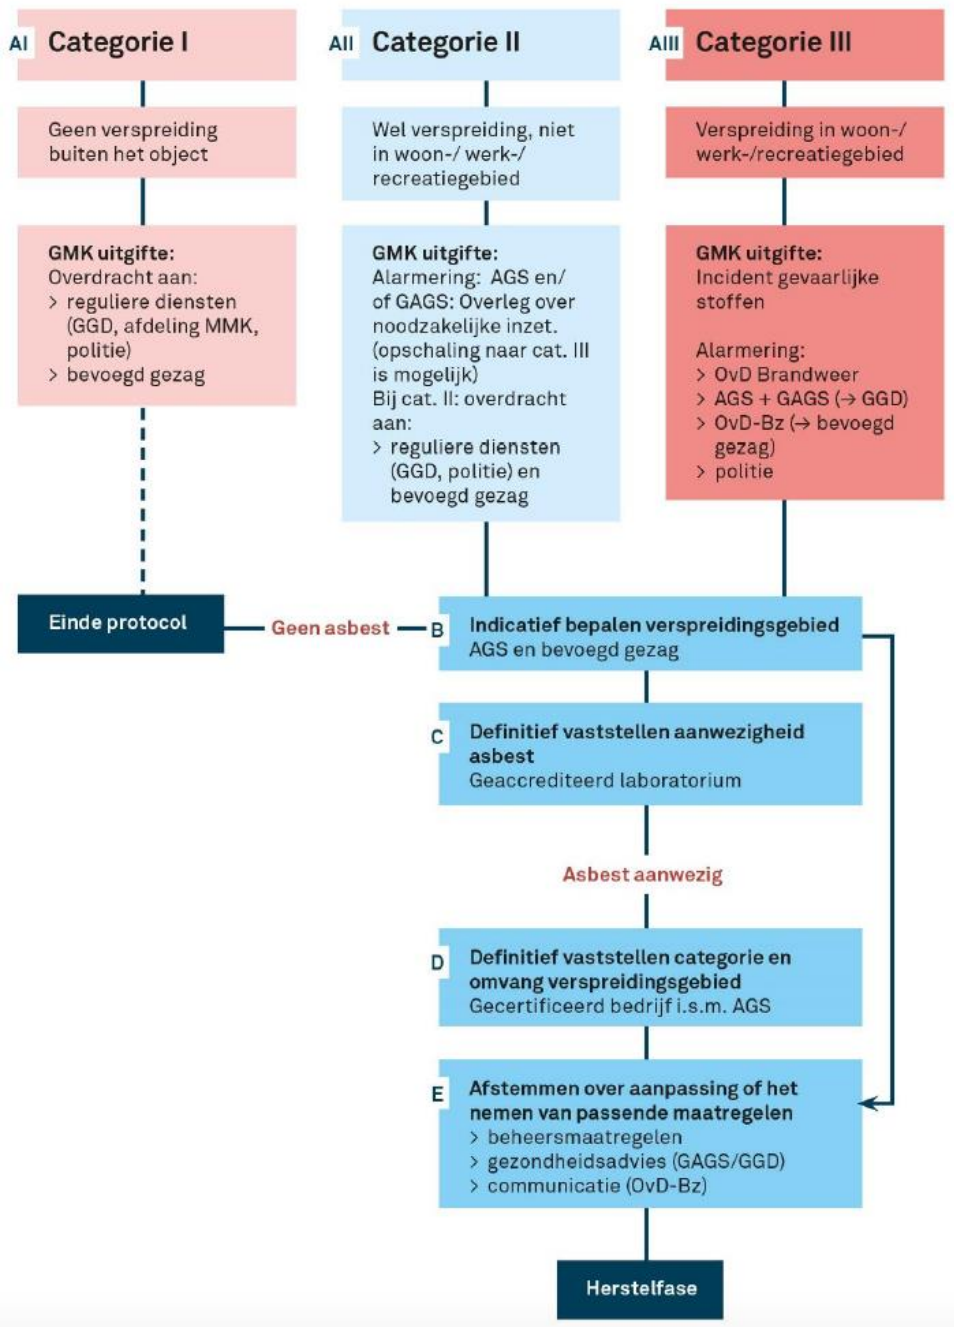 AI Categorie I
Geen verspreiding
buiten het object
GMK uitgifte:
Overdracht aan:
> reguliere diensten
(GGD, afdeling MMK,
politie)
> bevoegd gezag
AII Categorie II
Wel verspreiding, niet
in woon-/ werk-/
recreatiegebied
GMK uitgifte:
Alarmering: AGS en/
of GAGS: Overleg over
noodzakelijke inzet.
(opschaling naar cat. III
is mogelijk)
Bij cat. II: overdracht
aan:
> reguliere diensten
(GGD, politie) en
bevoegd gezag
AIII Categorie III
Verspreiding in woon-/
werk-/recreatiegebied
GMK uitgifte:
Incident gevaarlijke
stoffen
Alarmering:
> OvD Brandweer
> AGS + GAGS (→ GGD)
> OvD-Bz (→ bevoegd
gezag)
> politie
Einde protocol
Geen asbest
B Indicatief bepalen verspreidingsgebied
AGS en bevoegd gezag
C Definitief vaststellen aanwezigheid
asbest
Geaccrediteerd laboratorium
Asbest aanwezig
D Definitief vaststellen categorie en
omvang verspreidingsgebied
Gecertificeerd bedrijf i.s.m. AGS
E Afstemmen over aanpassing of het
nemen van passende maatregelen
> beheersmaatregelen
> gezondheidsadvies (GAGS/GGD)
> communicatie (OvD-Bz)
Herstelfase